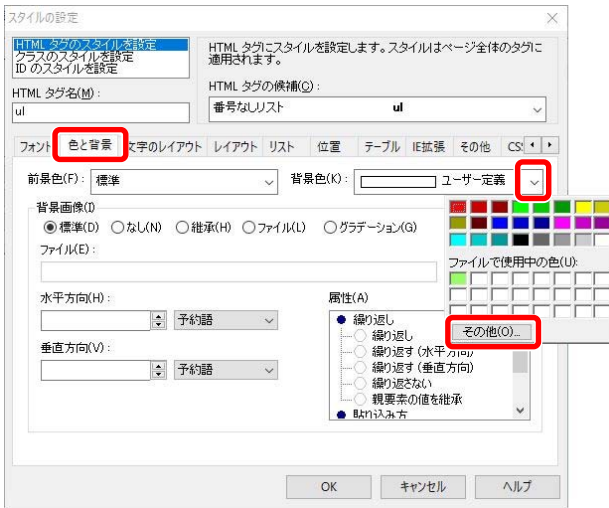 スタイルの設定
HTML タグのスタイルを設定
クラスのスタイルを設定
ID のスタイルを設定
HTML タグにスタイルを設定します。スタイルはページ全体のタグに
適用されます。
HTML タグ名(M):
HTML タグの候補(C):
ul
番号なしリスト ul
フォント 色と背景 文字のレイアウト レイアウト リスト 位置 テーブル IE拡張 その他 CS
前景色(F): 標準 背景色(K): ユーザー定義
背景画像(I)
標準(D) なし(N) 継承(H) ファイル(L) グラデーション(G)
ファイル(E):
ファイルで使用中の色(U):
その他(O)...
水平方向(H):
予約語
垂直方向(V):
予約語
属性(A)
繰り返し
繰り返し
繰り返す(水平方向)
繰り返す(垂直方向)
繰り返さない
親要素の値を継承
貼り込み方
OK キャンセル ヘルプ